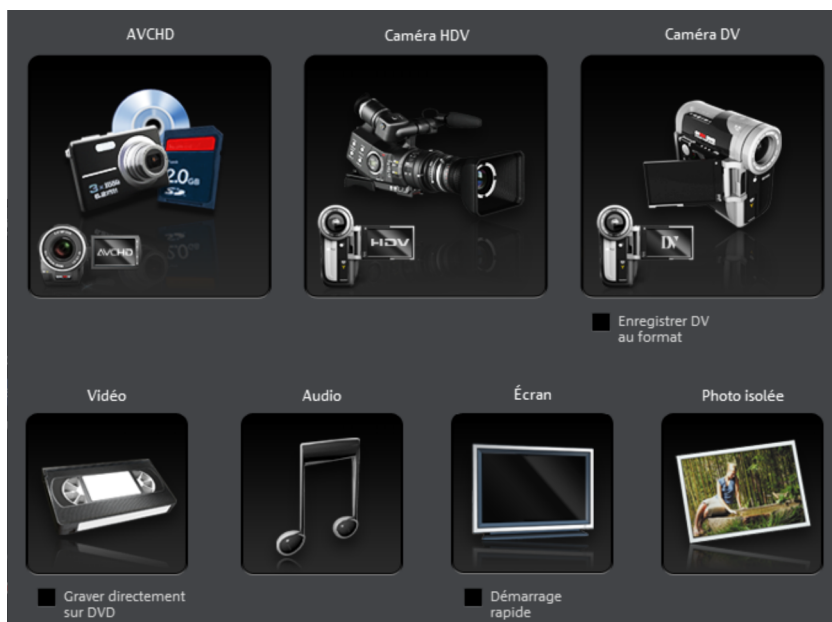 AVCHD
Caméra HDV
Caméra DV
2.0GB
AVCHD
HDV
DV
Enregistrer DV
au format
Vidéo
Audio
Écran
Photo isolée
Graver directement
sur DVD
Démarrage
rapide